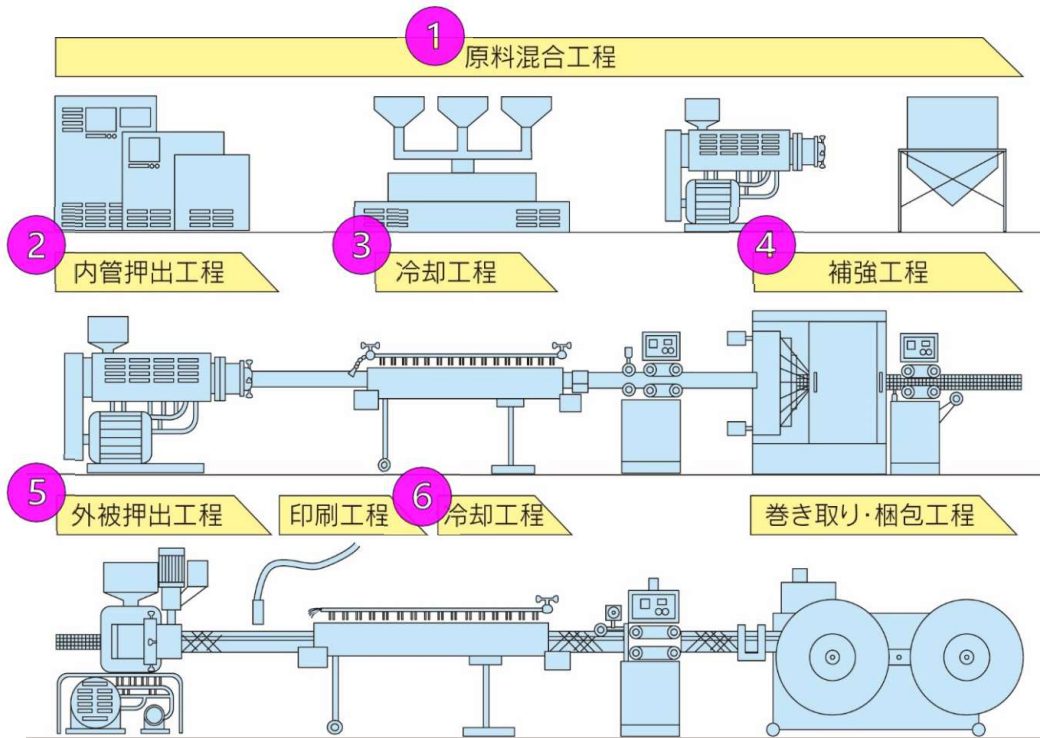 1
原料混合工程
2
内管押出工程
3
冷却工程
4
補強工程
5
外被押出工程
印刷工程
6
冷却工程
巻き取り・梱包工程